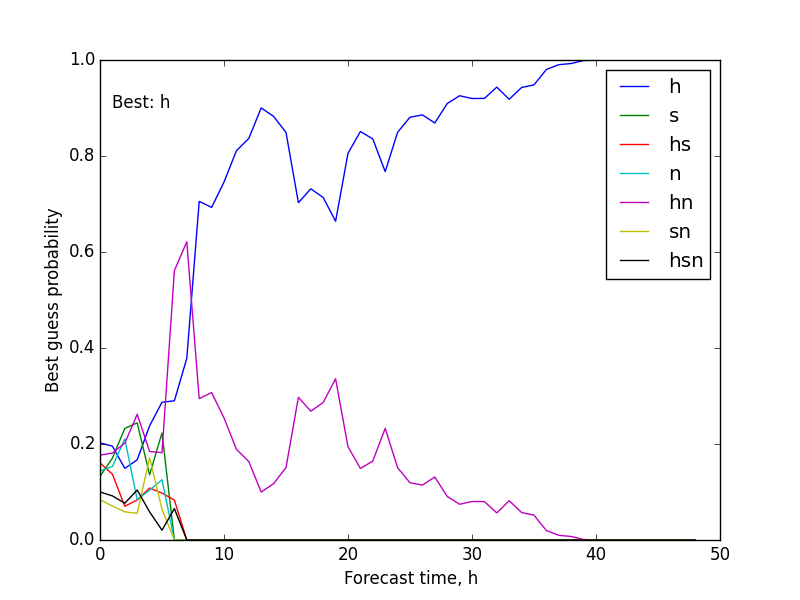 1.0
Best: h
0.8
0.6
0.4
0.2
0.0
Best guess probability
0 10 20 30 40 50
Forecast time, h
h
s
hs
n
hn
sn
hsn